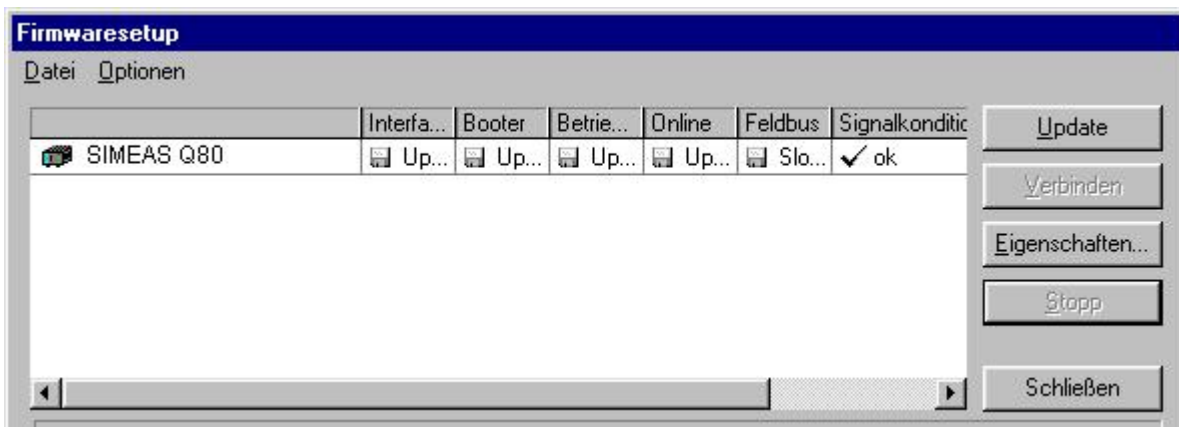 Firmwaresetup
Datei Optionen
Interfa... Booter Betrie... Online Feldbus Signalkonditic
SIMEAS Q80 Up... Up... Up... Up... Slo... ok
Update
Verbinden
Eigenschaften...
Stopp
Schließen